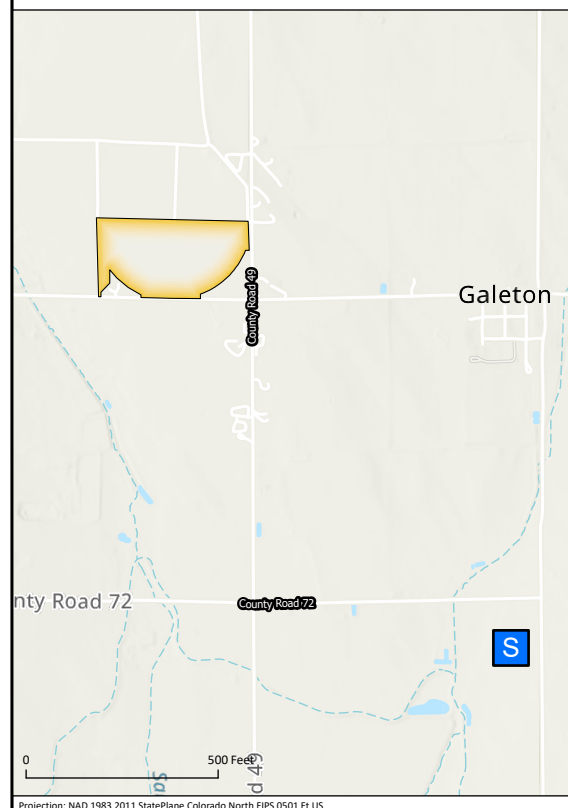 County Road 49
Galeton
nty Road 72
County Road 72
S
0
500 Feet
d 49
Sa
Projection: NAD 1983 2011 StatePlane Colorado North FIPS 0501 Ft US